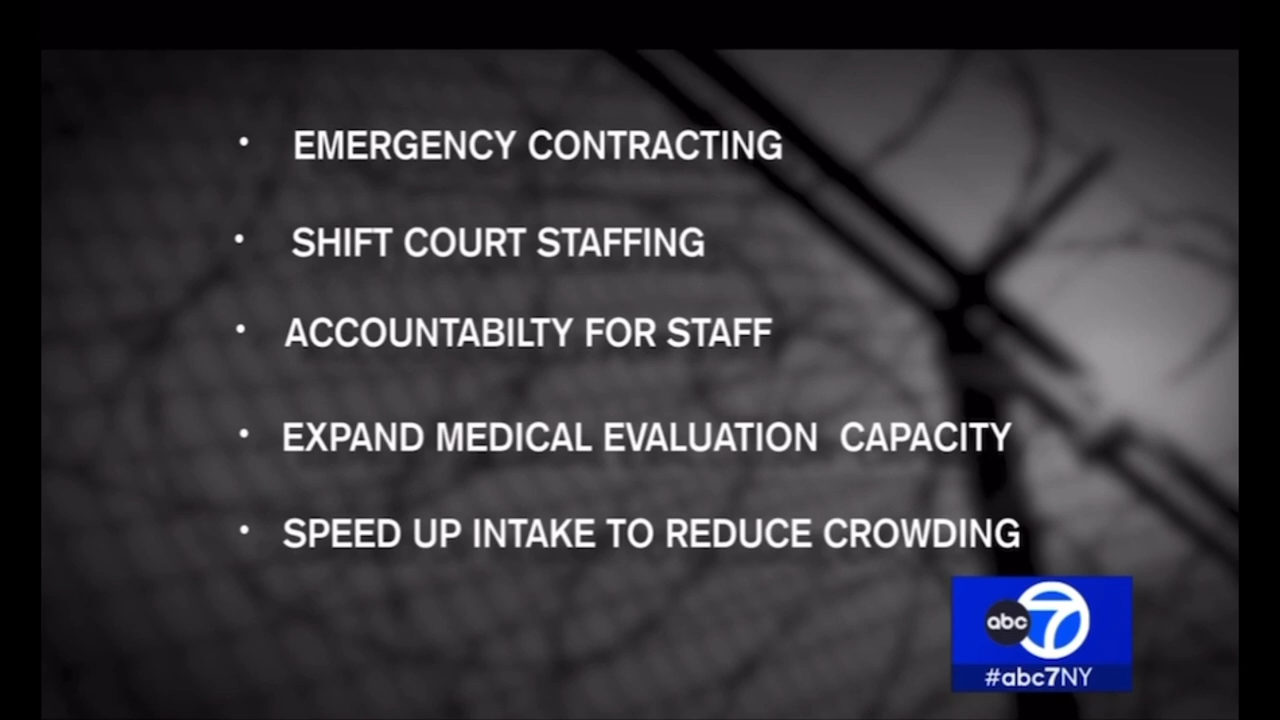 • EMERGENCY CONTRACTING
• SHIFT COURT STAFFING
• ACCOUNTABILTY FOR STAFF
• EXPAND MEDICAL EVALUATION CAPACITY
• SPEED UP INTAKE TO REDUCE CROWDING
abc 7
#abc7NY